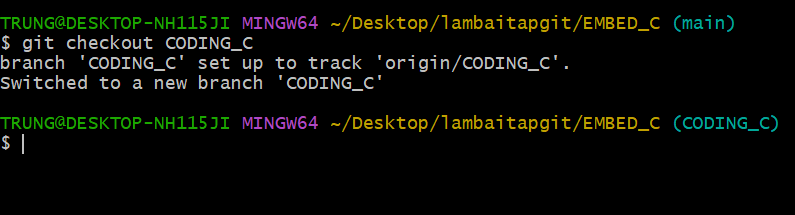 TRUNG@DESKTOP-NH115JI MINGW64 ~/Desktop/lambaitapgit/EMBED_C (main)
$ git checkout CODING_C
branch 'CODING_C' set up to track 'origin/CODING_C'.
Switched to a new branch 'CODING_C'
TRUNG@DESKTOP-NH115JI MINGW64 ~/Desktop/lambaitapgit/EMBED_C (CODING_C)
$